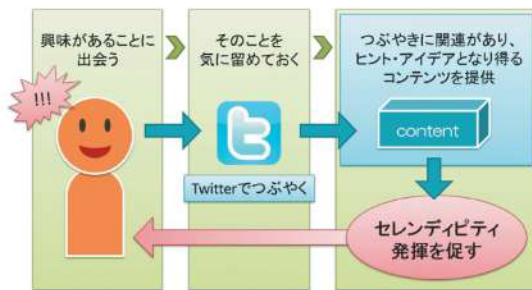 興味があることに
出会う
そのことを
気に留めておく
つぶやきに関連があり、
ヒント・アイデアとなり得る
コンテンツを提供
!!!
content
Twitterでつぶやく
セレンディピティ
発揮を促す